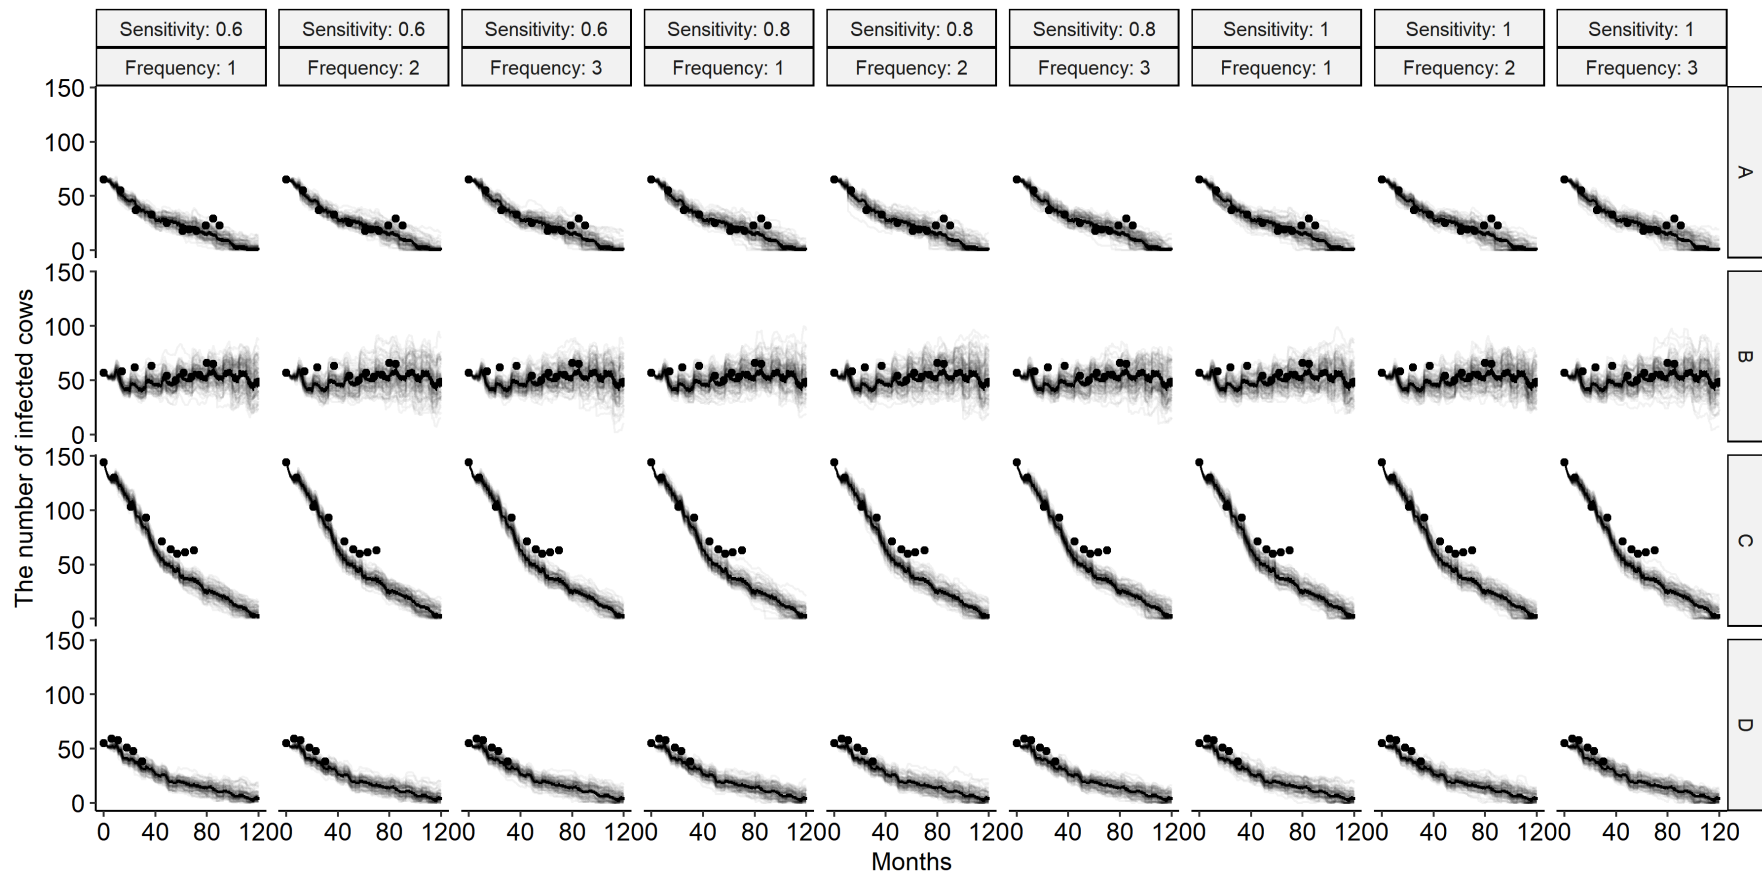 Sensitivity: 0.6 Sensitivity: 0.6 Sensitivity: 0.6 Sensitivity: 0.8 Sensitivity: 0.8 Sensitivity: 0.8 Sensitivity: 1 Sensitivity: 1 Sensitivity: 1
Frequency: 1 Frequency: 2 Frequency: 3 Frequency: 1 Frequency: 2 Frequency: 3 Frequency: 1 Frequency: 2 Frequency: 3
The number of infected cows
150
100
50
0
A
150
100
50
0
B
150
100
50
0
C
150
100
50
0
D
0 40 80 120 0 40 80 120 0 40 80 120 0 40 80 120 0 40 80 120 0 40 80 120 0 40 80 120 0 40 80 120 0 40 80 120
Months